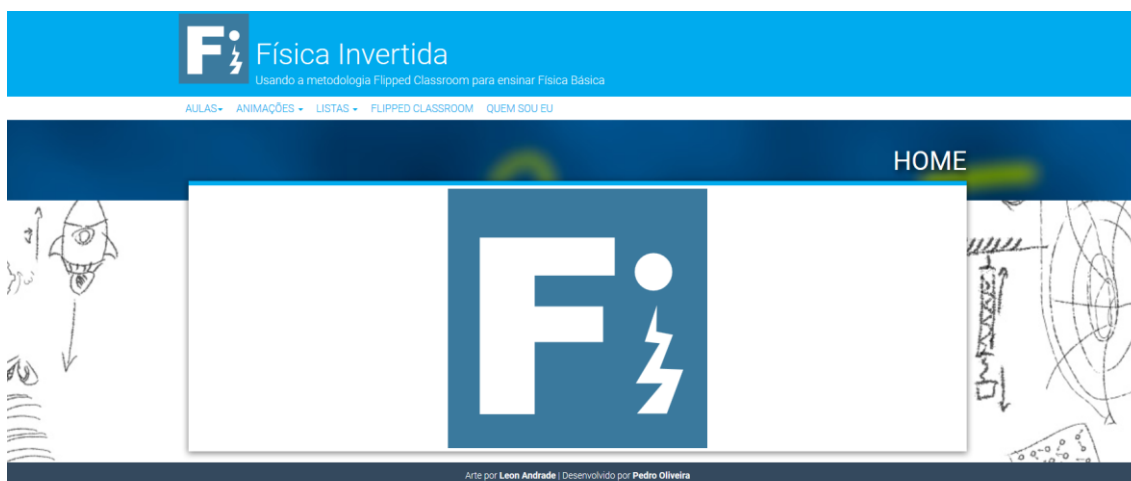 Fi
Física Invertida
Usando a metodologia Flipped Classroom para ensinar Física Básica
AULAS ANIMAÇÕES LISTAS FLIPPED CLASSROOM QUEM SOU EU
HOME
Fi
Arte por Leon Andrade | Desenvolvido por Pedro Oliveira